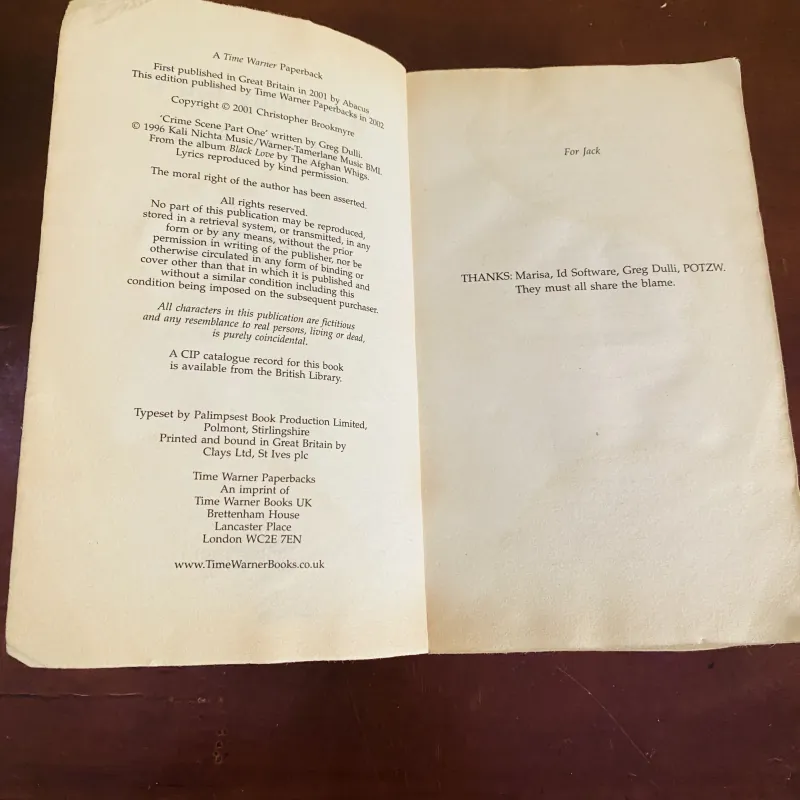 A Time Warner Paperback
First published in Great Britain in 2001 by Abacus
This edition published by Time Warner Paperbacks in 2002
Copyright © 2001 Christopher Brookmyre
'Crime Scene Part One' written by Greg Dulli.
© 1996 Kali Nichta Music/Warner-Tamerlane Music BMI.
From the album Black Love by The Afghan Whigs.
Lyrics reproduced by kind permission.
The moral right of the author has been asserted.
All rights reserved.
No part of this publication may be reproduced,
stored in a retrieval system, or transmitted, in any
form or by any means, without the prior
permission in writing of the publisher, nor be
otherwise circulated in any form of binding or
cover other than that in which it is published and
without a similar condition including this
condition being imposed on the subsequent purchaser.
All characters in this publication are fictitious
and any resemblance to real persons, living or dead,
is purely coincidental.
A CIP catalogue record for this book
is available from the British Library.
Typeset by Palimpsest Book Production Limited,
Polmont, Stirlingshire
Printed and bound in Great Britain by
Clays Ltd, St Ives plc
Time Warner Paperbacks
An imprint of
Time Warner Books UK
Brettenham House
Lancaster Place
London WC2E 7EN
www.TimeWarnerBooks.co.uk
For Jack
THANKS: Marisa, Id Software, Greg Dulli, POTZW.
They must all share the blame.